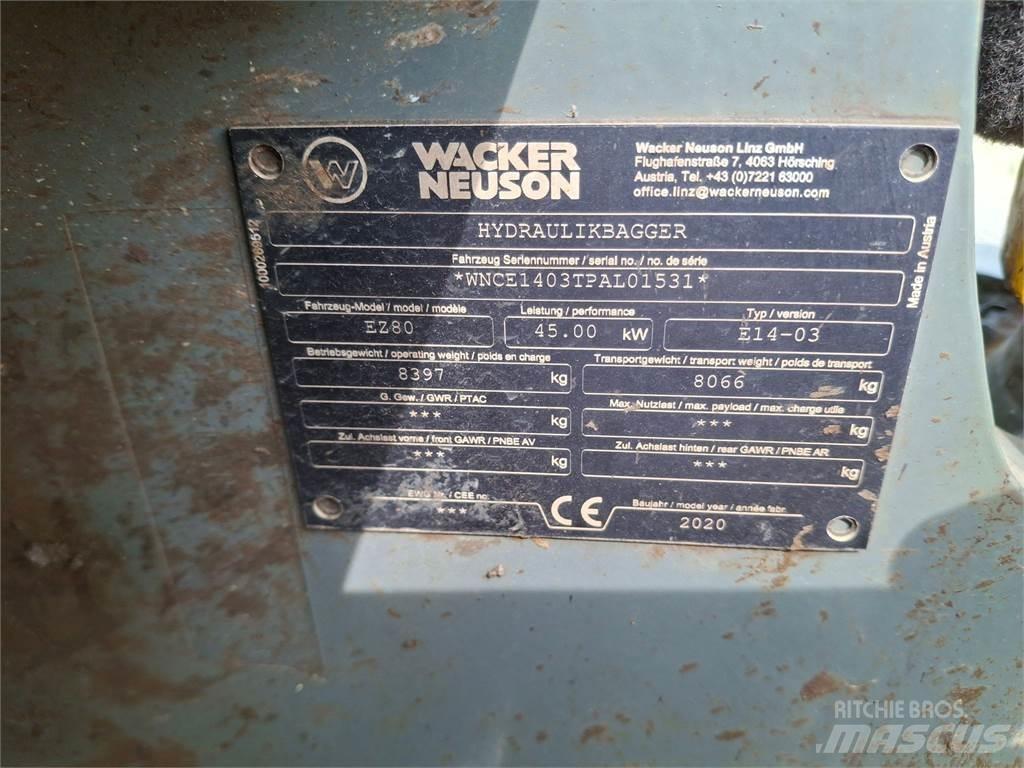 WACKER
NEUSON
Wacker Neuson Linz GmbH
Flughafenstraße 7, 4063 Hörsching
Austria, Tel. +43 (0)7221 63000
office.linz@wackerneuson.com
HYDRAULIKBAGGER
Fahrzeug Seriennummer / serial no. / no. de série
*WNCE1403TPAL01531*
Fahrzeug-Model / model / modèle
EZ80
Leistung / performance
45.00 kW
Typ / version
E14-03
Betriebsgewicht / operating weight / poids en charge
8397 kg
Transportgewicht / transport weight / poids de transport
8066 kg
G. Gew. / GWR / PTAC
*** kg
Max. Nutzlast / max. payload / max. charge utile
*** kg
Zul. Achslast vorne / front GAWR / PNBE AV
*** kg
Zul. Achslast hinten / rear GAWR / PNBE AR
*** kg
EWG Nr. / CEE no.
***
CE
Baujahr / model year / année fabr.
2020
Made in Austria
RITCHIE BROS.
MASCUS